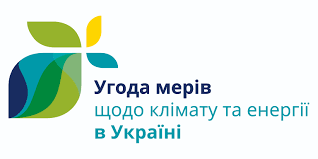 Угода мерів
щодо клімату та енергії
в Україні